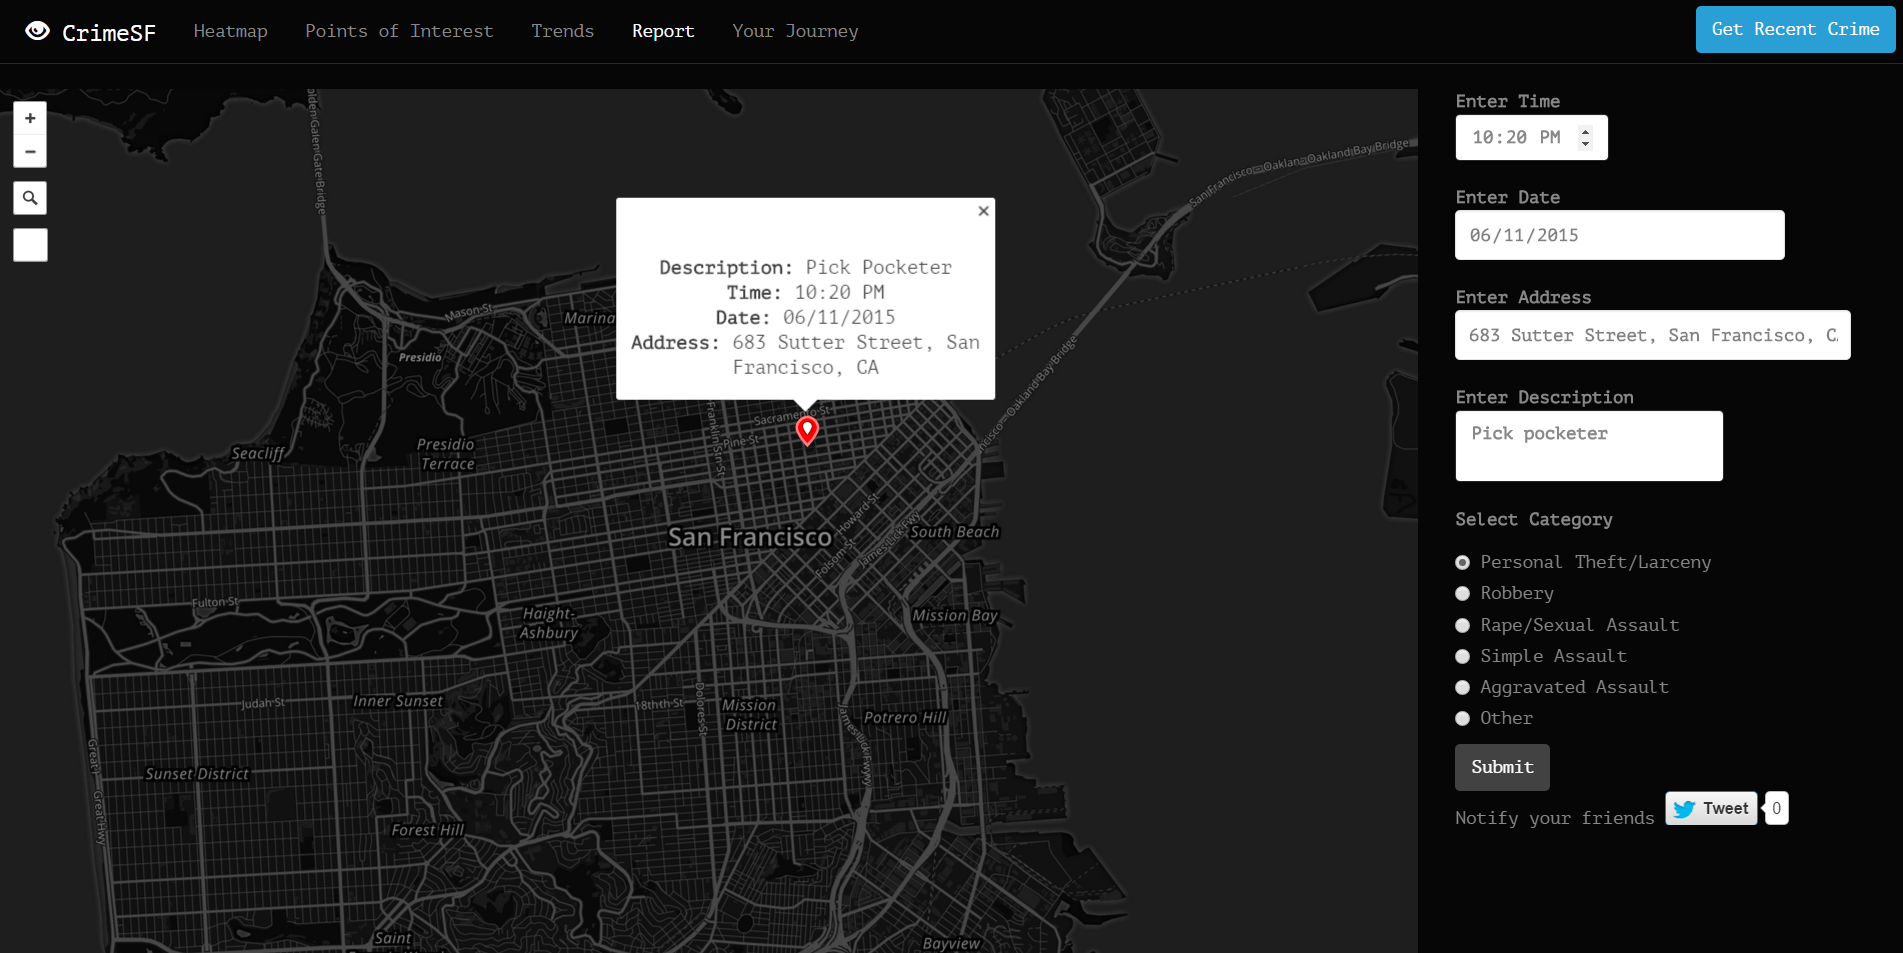 CrimeSF Heatmap Points of Interest Trends Report Your Journey Get Recent Crime
+
−
Golden Gate Bridge
San Francisco – Oaklan – Oakland Bay Bridge
×
Description: Pick Pocketer
Time: 10:20 PM
Date: 06/11/2015
Address: 683 Sutter Street, San
Francisco, CA
Mason St
Marina
Presidio
Oakland Bay Bridge
Sacramento St
Pine St
Presidio
Terrace
Seacliff
San Francisco
Howard St
Folsom St
James Lick Fwy
South Beach
Fulton St
Haight-
Ashbury
Mission Bay
Judah St
Inner Sunset
18thth St
Dolores St
Mission
District
Potrero Hill
Sunset District
Great Hwy
Forest Hill
Saint
Bayview
Enter Time
10:20 PM
Enter Date
06/11/2015
Enter Address
683 Sutter Street, San Francisco, C
Enter Description
Pick pocketer
Select Category
Personal Theft/Larceny
Robbery
Rape/Sexual Assault
Simple Assault
Aggravated Assault
Other
Submit
Notify your friends Tweet 0